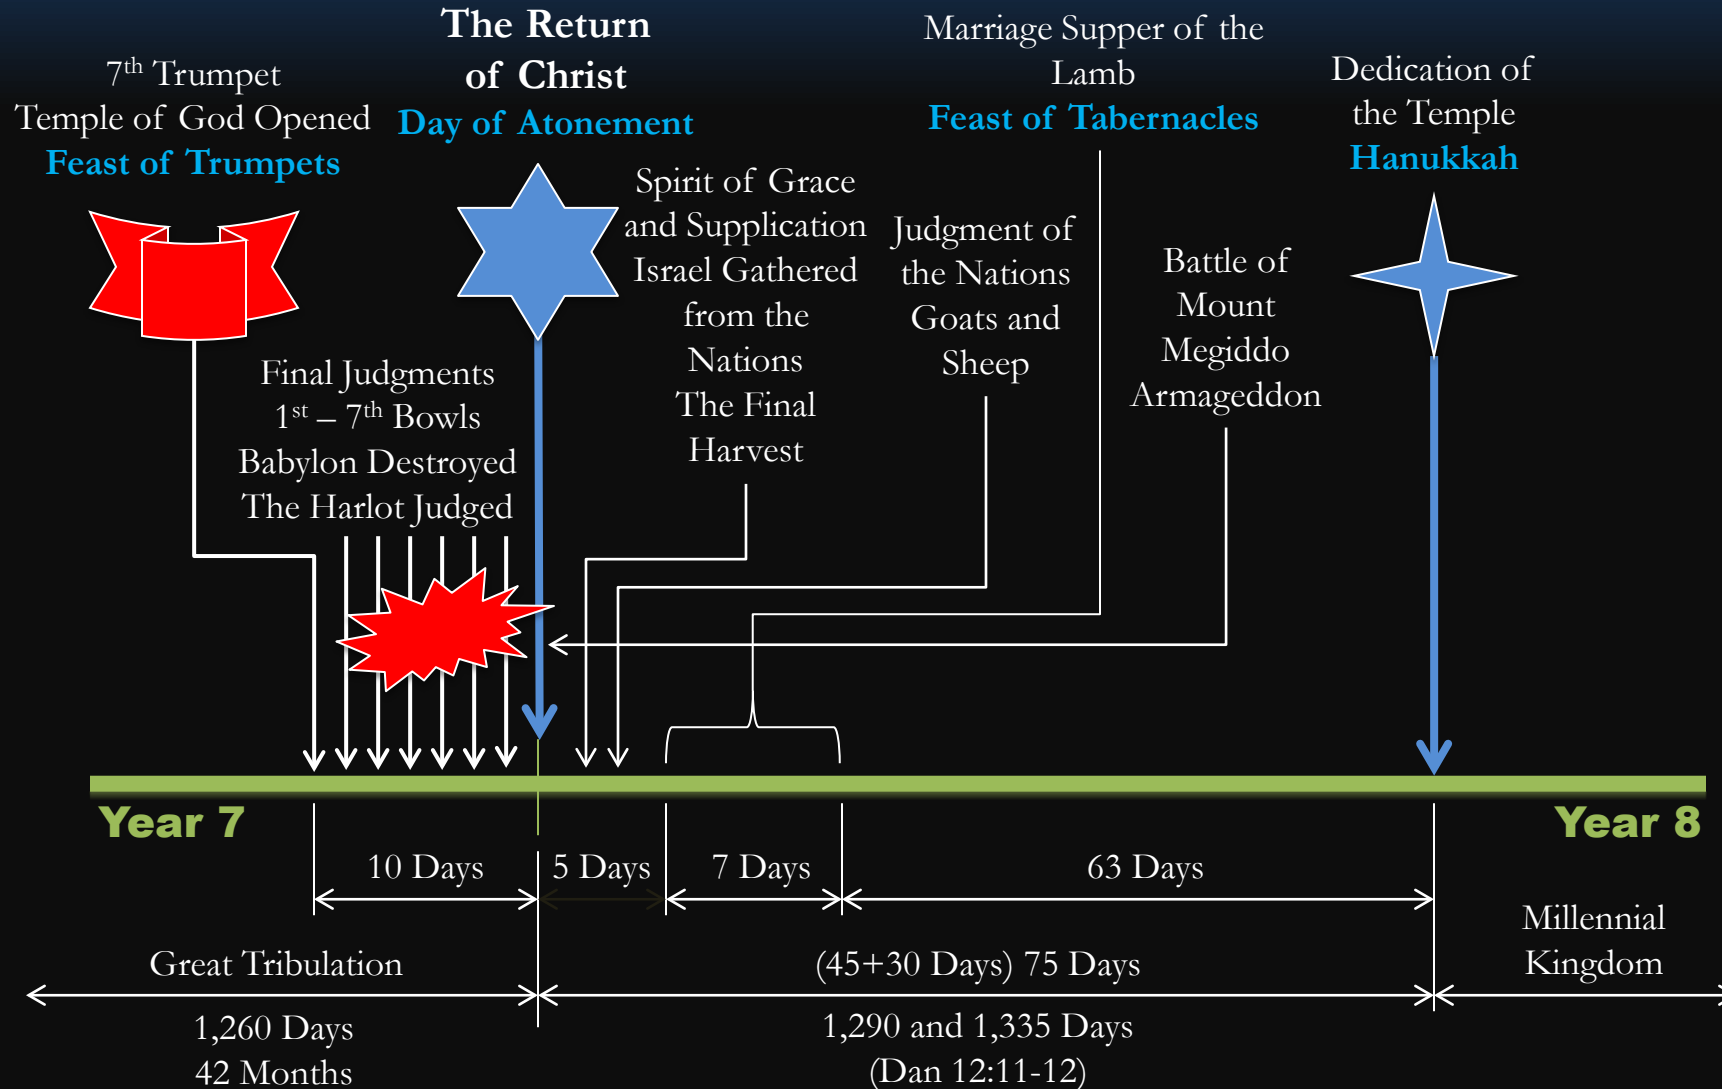 7th Trumpet
Temple of God Opened
Feast of Trumpets
The Return
of Christ
Day of Atonement
Marriage Supper of the
Lamb
Feast of Tabernacles
Dedication of
the Temple
Hanukkah
Spirit of Grace
and Supplication
Israel Gathered
from the
Nations
The Final
Harvest
Judgment of
the Nations
Goats and
Sheep
Battle of
Mount
Megiddo
Armageddon
Final Judgments
1st – 7th Bowls
Babylon Destroyed
The Harlot Judged
Year 7
Year 8
10 Days
5 Days
7 Days
63 Days
Great Tribulation
(45+30 Days) 75 Days
Millennial
Kingdom
1,260 Days
42 Months
1,290 and 1,335 Days
(Dan 12:11-12)